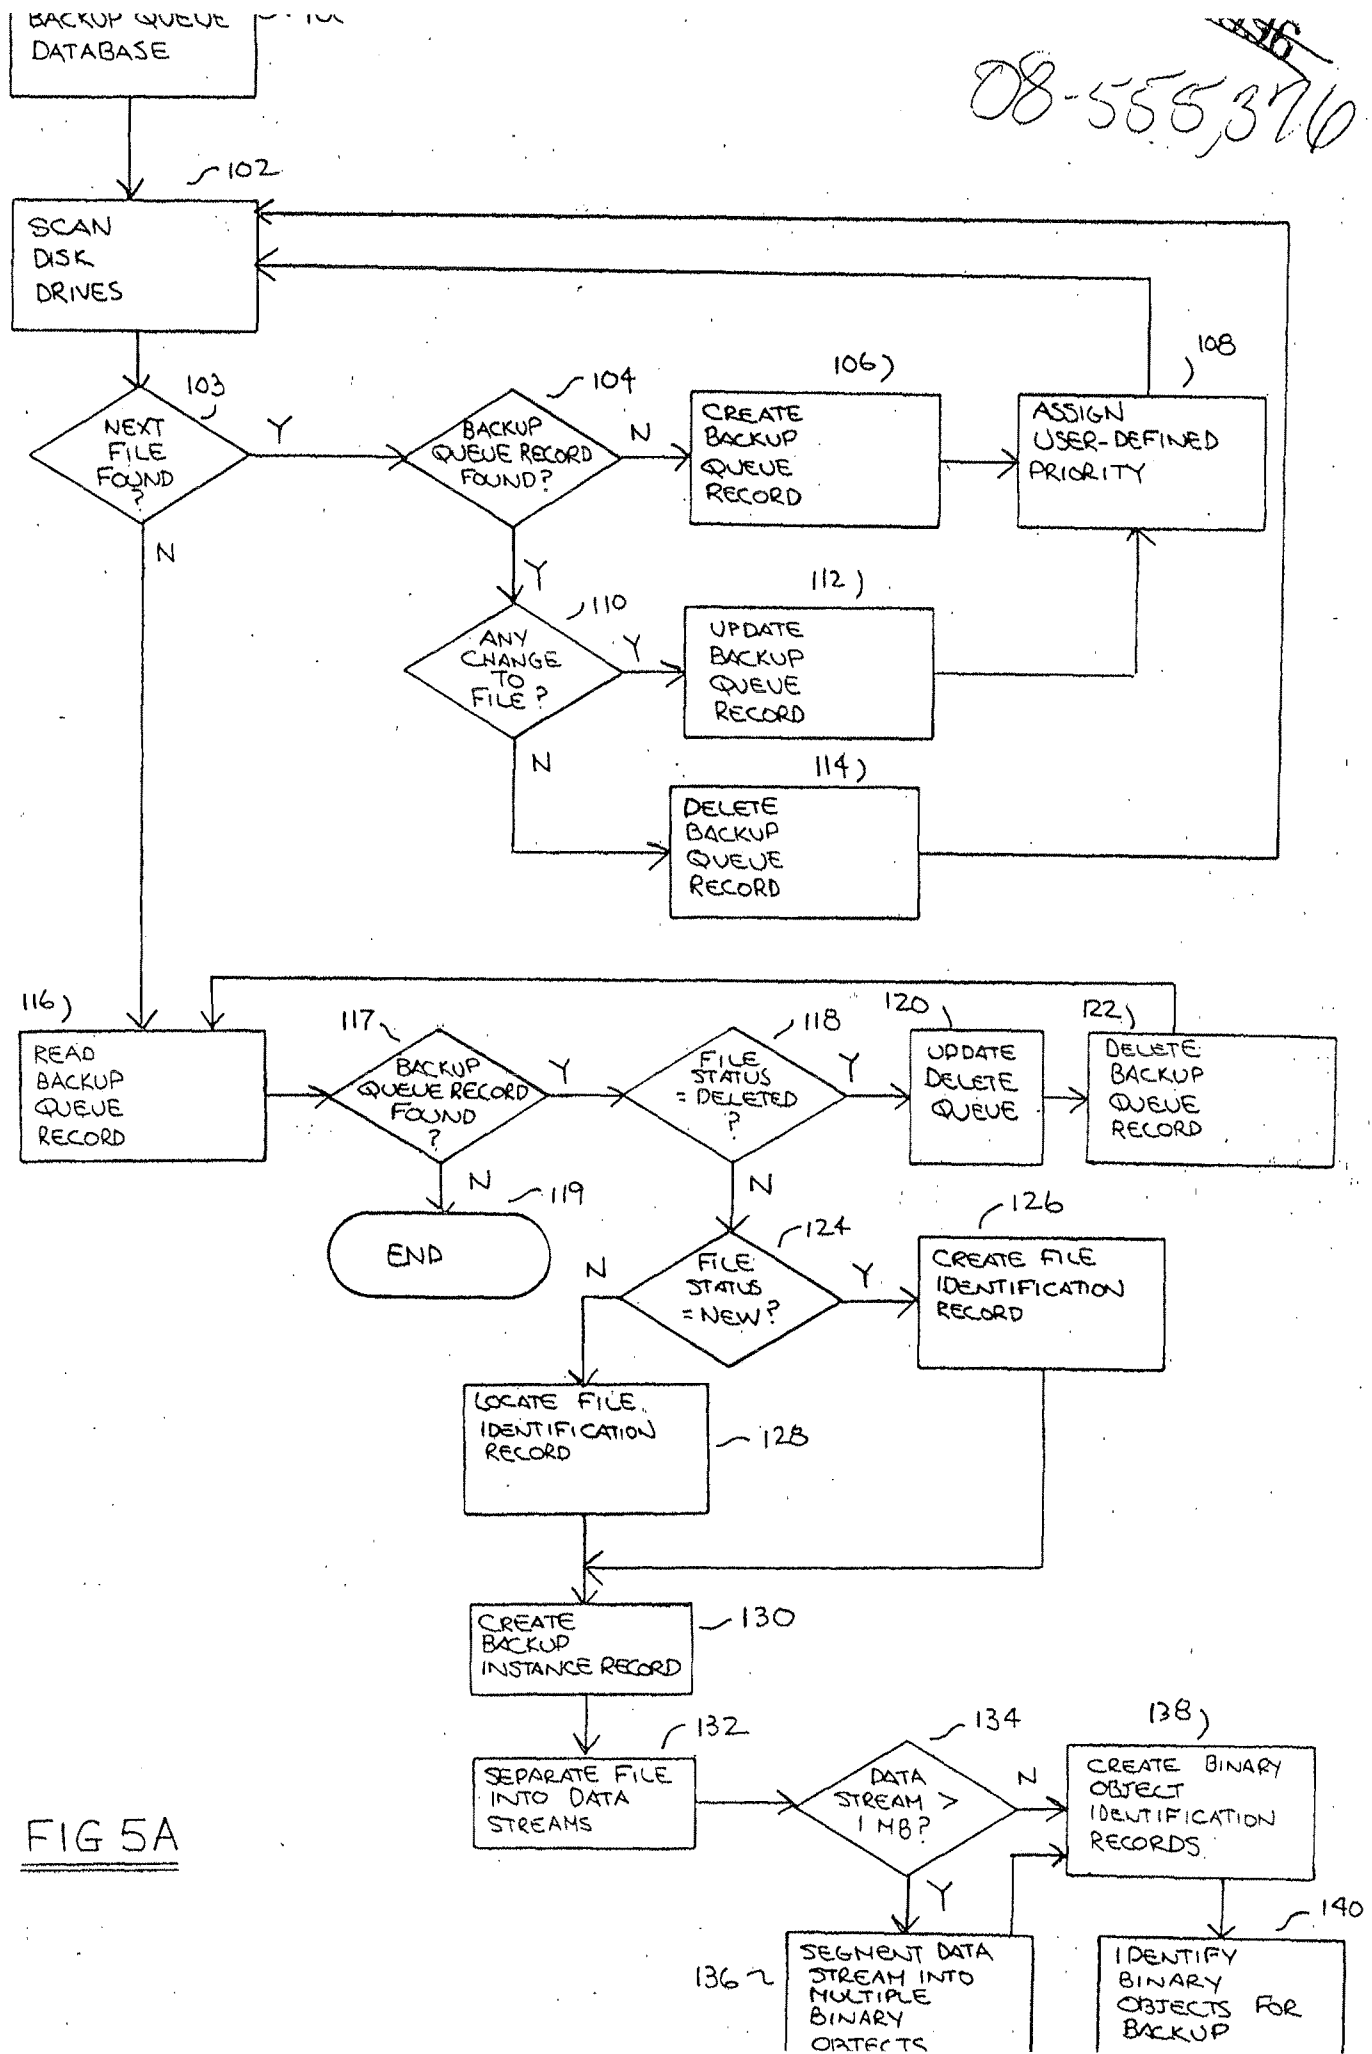 BACKUP QUEUE
DATABASE
08-555,376
102
SCAN
DISK
DRIVES
103
NEXT
FILE
FOUND
?
Y
N
104
BACKUP
QUEUE RECORD
FOUND?
N
Y
106
CREATE
BACKUP
QUEUE
RECORD
108
ASSIGN
USER-DEFINED
PRIORITY
110
ANY
CHANGE
TO
FILE?
Y
N
112
UPDATE
BACKUP
QUEUE
RECORD
114
DELETE
BACKUP
QUEUE
RECORD
116
READ
BACKUP
QUEUE
RECORD
117
BACKUP
QUEUE RECORD
FOUND
?
Y
N
118
FILE
STATUS
= DELETED
?
Y
N
119
END
120
UPDATE
DELETE
QUEUE
122
DELETE
BACKUP
QUEUE
RECORD
124
FILE
STATUS
= NEW?
N
Y
126
CREATE FILE
IDENTIFICATION
RECORD
LOCATE FILE
IDENTIFICATION
RECORD
128
CREATE
BACKUP
INSTANCE RECORD
130
132
SEPARATE FILE
INTO DATA
STREAMS
134
DATA
STREAM >
1 MB?
N
Y
138
CREATE BINARY
OBJECT
IDENTIFICATION
RECORDS
136
SEGMENT DATA
STREAM INTO
MULTIPLE
BINARY
OBJECTS
140
IDENTIFY
BINARY
OBJECTS FOR
BACKUP
FIG 5A